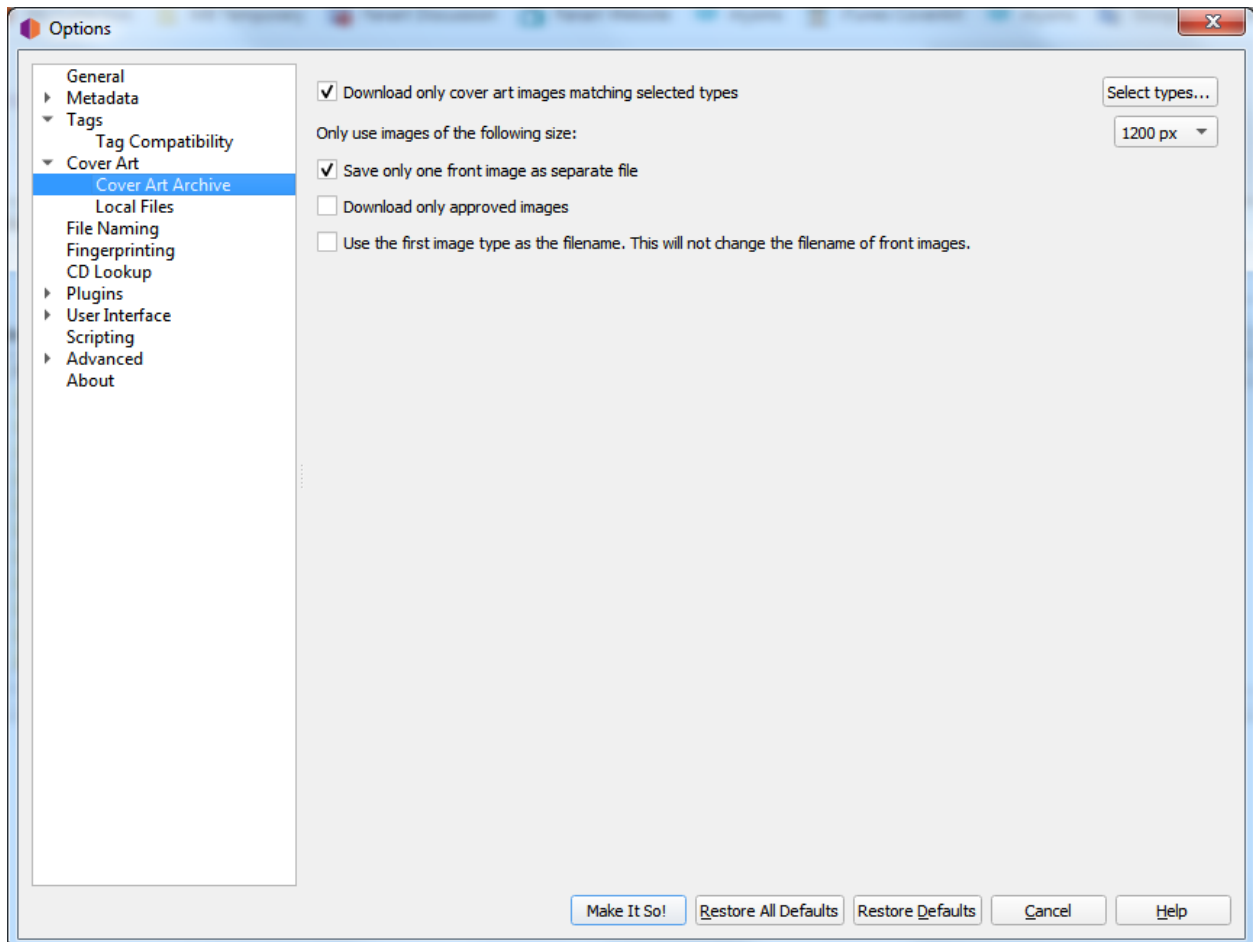 Options
General
Metadata
Tags
Tag Compatibility
Cover Art
Cover Art Archive
Local Files
File Naming
Fingerprinting
CD Lookup
Plugins
User Interface
Scripting
Advanced
About
Download only cover art images matching selected types
Select types...
Only use images of the following size:
1200 px
Save only one front image as separate file
Download only approved images
Use the first image type as the filename. This will not change the filename of front images.
Make It So!
Restore All Defaults
Restore Defaults
Cancel
Help